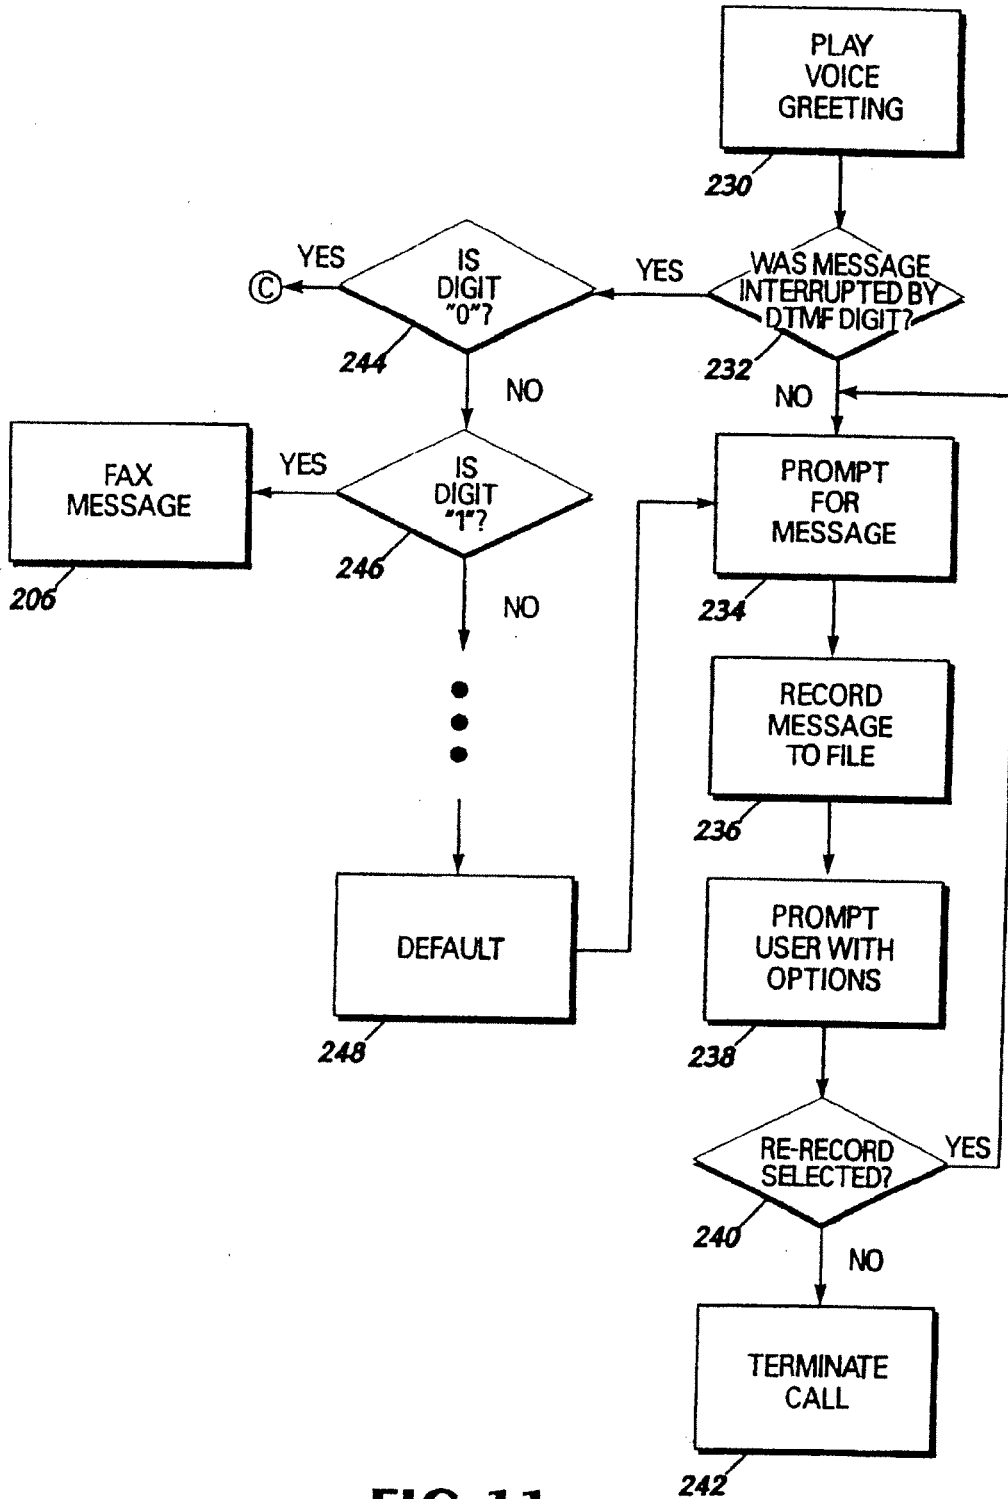 PLAY
VOICE
GREETING
230
WAS MESSAGE
INTERRUPTED BY
DTMF DIGIT?
232
YES
NO
IS
DIGIT
"0"?
244
YES
C
NO
IS
DIGIT
"1"?
246
YES
FAX
MESSAGE
206
NO
DEFAULT
248
PROMPT
FOR
MESSAGE
234
RECORD
MESSAGE
TO FILE
236
PROMPT
USER WITH
OPTIONS
238
RE-RECORD
SELECTED?
240
YES
NO
TERMINATE
CALL
242
FIG. 11